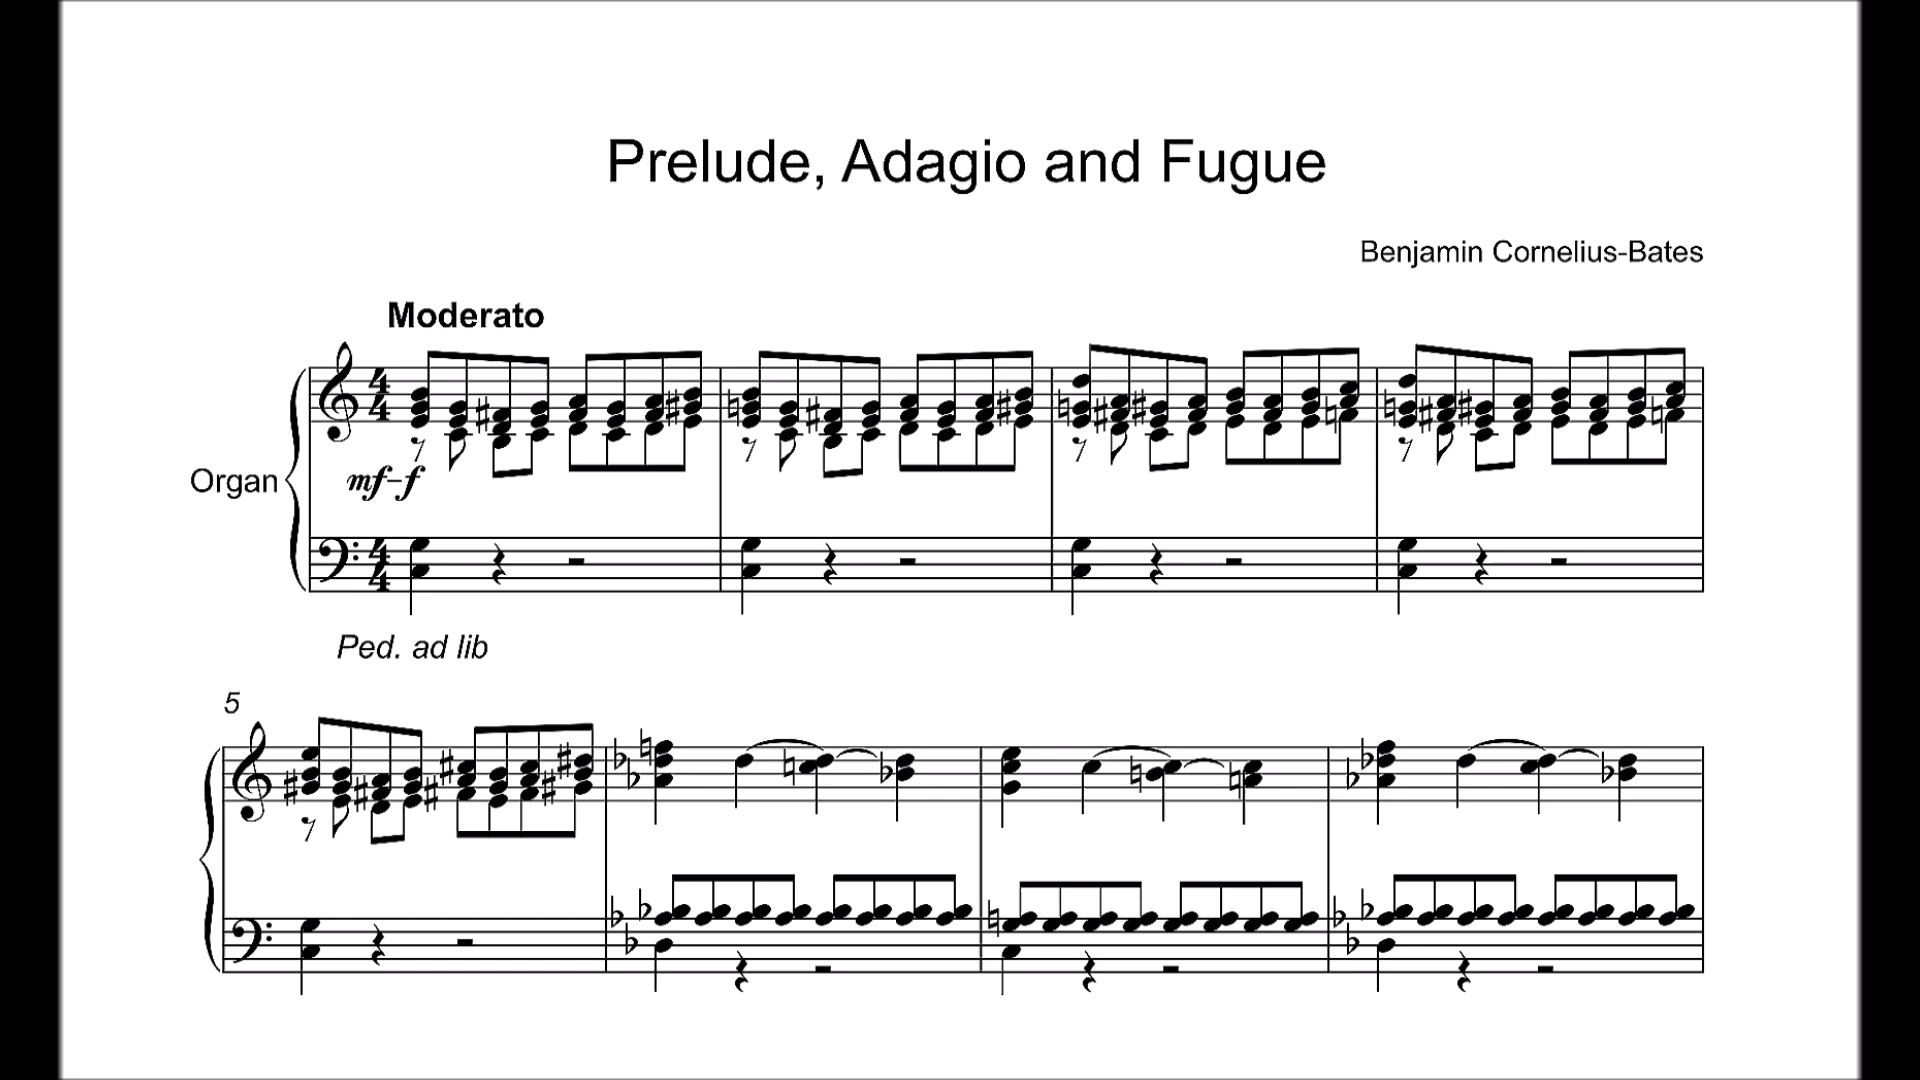 Prelude, Adagio and Fugue
Benjamin Cornelius-Bates
Moderato
Organ
mf-f
Ped. ad lib
5